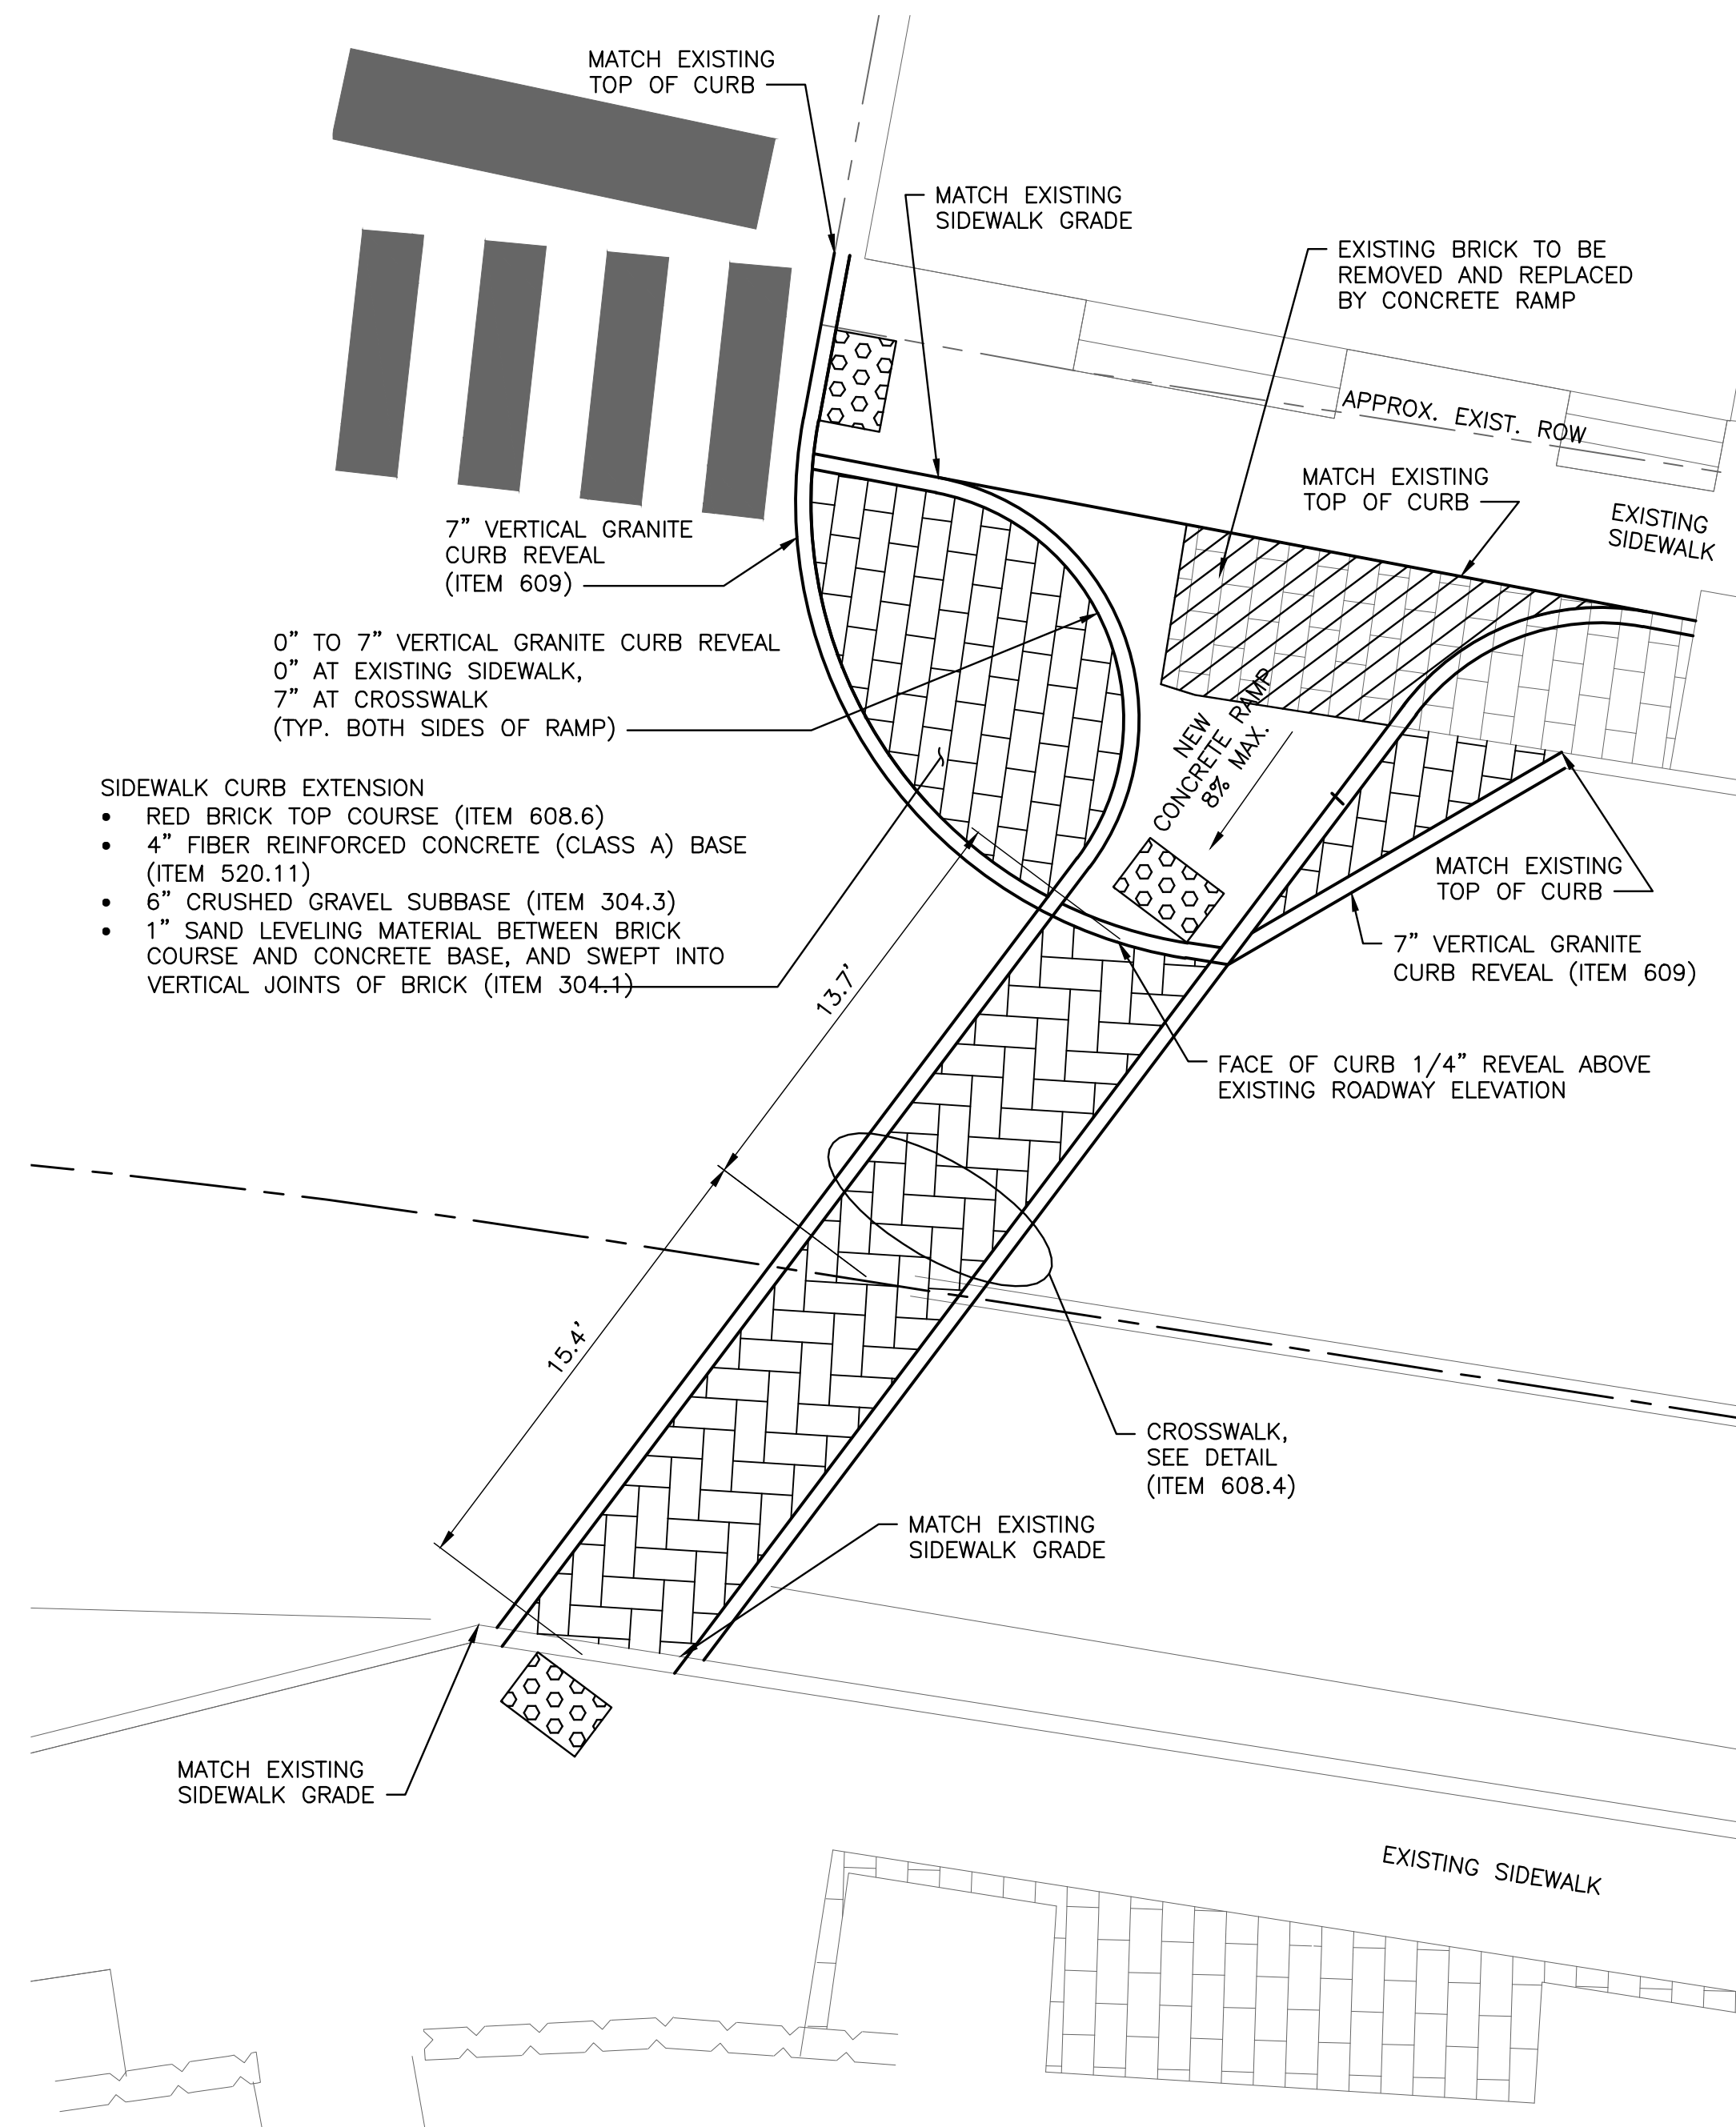 MATCH EXISTING
TOP OF CURB
MATCH EXISTING
SIDEWALK GRADE
EXISTING BRICK TO BE
REMOVED AND REPLACED
BY CONCRETE RAMP
APPROX. EXIST. ROW
MATCH EXISTING
TOP OF CURB
EXISTING
SIDEWALK
7" VERTICAL GRANITE
CURB REVEAL
(ITEM 609)
0" TO 7" VERTICAL GRANITE CURB REVEAL
0" AT EXISTING SIDEWALK,
7" AT CROSSWALK
(TYP. BOTH SIDES OF RAMP)
NEW
CONCRETE RAMP
8% MAX.
SIDEWALK CURB EXTENSION
• RED BRICK TOP COURSE (ITEM 608.6)
• 4" FIBER REINFORCED CONCRETE (CLASS A) BASE
(ITEM 520.11)
• 6" CRUSHED GRAVEL SUBBASE (ITEM 304.3)
• 1" SAND LEVELING MATERIAL BETWEEN BRICK
COURSE AND CONCRETE BASE, AND SWEPT INTO
VERTICAL JOINTS OF BRICK (ITEM 304.1)
MATCH EXISTING
TOP OF CURB
7" VERTICAL GRANITE
CURB REVEAL (ITEM 609)
13.7'
FACE OF CURB 1/4" REVEAL ABOVE
EXISTING ROADWAY ELEVATION
15.4'
CROSSWALK,
SEE DETAIL
(ITEM 608.4)
MATCH EXISTING
SIDEWALK GRADE
MATCH EXISTING
SIDEWALK GRADE
EXISTING SIDEWALK